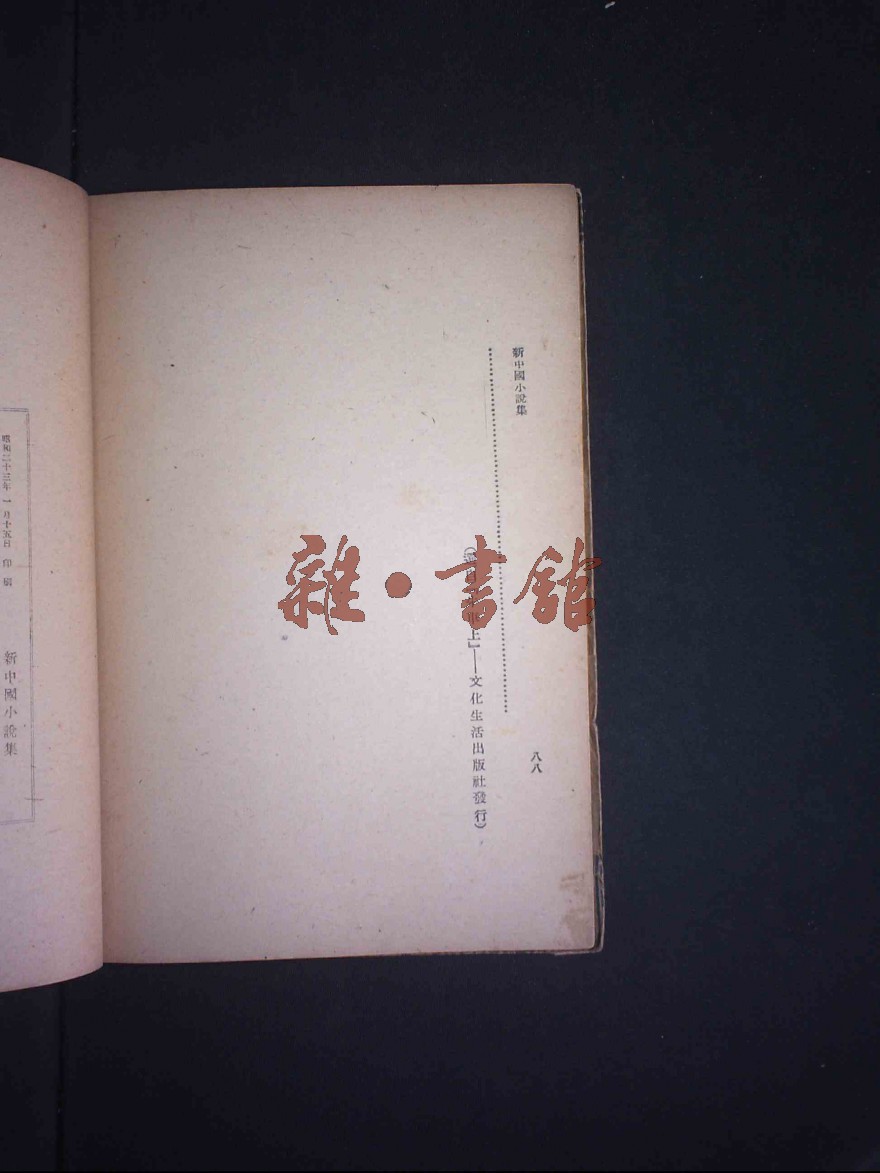 新中國小說集
八八
上』――文化生活出版社發行）
昭和二十三年一月十五日 印刷
新中國小說集
雜・書館